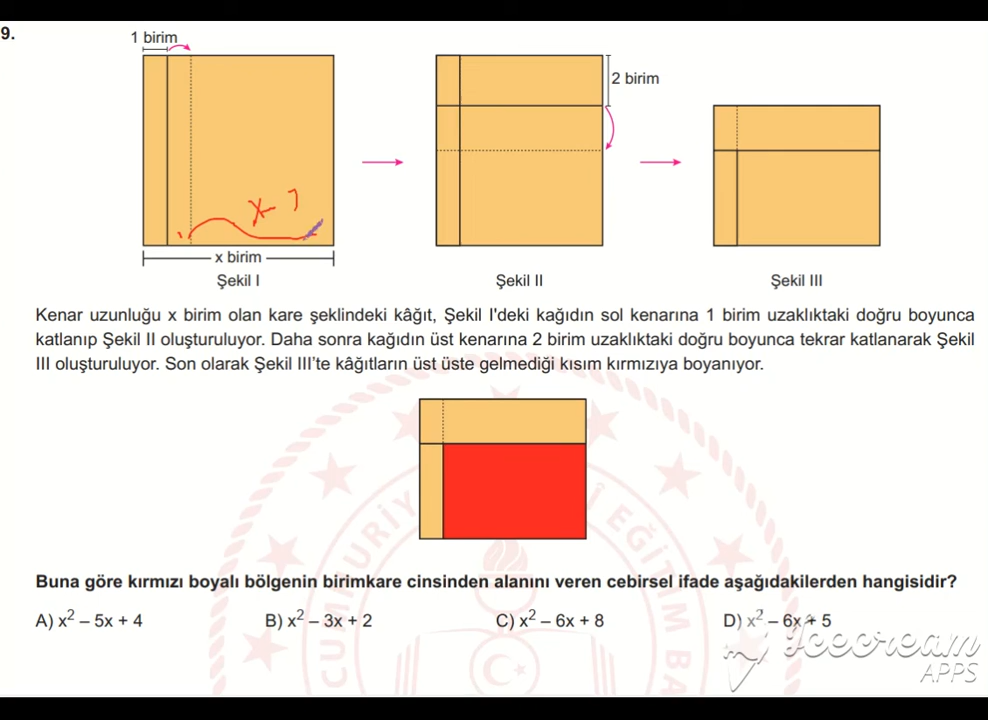 9.
1 birim
2 birim
x - 1
x birim
Şekil I
Şekil II
Şekil III
Kenar uzunluğu x birim olan kare şeklindeki kâğıt, Şekil I'deki kağıdın sol kenarına 1 birim uzaklıktaki doğru boyunca
katlanıp Şekil II oluşturuluyor. Daha sonra kağıdın üst kenarına 2 birim uzaklıktaki doğru boyunca tekrar katlanarak Şekil
III oluşturuluyor. Son olarak Şekil III'te kâğıtların üst üste gelmediği kısım kırmızıya boyanıyor.
CUMHURİY
Î EĞİTİM BA
Buna göre kırmızı boyalı bölgenin birimkare cinsinden alanını veren cebirsel ifade aşağıdakilerden hangisidir?
A) x² – 5x + 4
B) x² – 3x + 2
C) x² – 6x + 8
D) x² – 6x + 5
Icecream
APPS